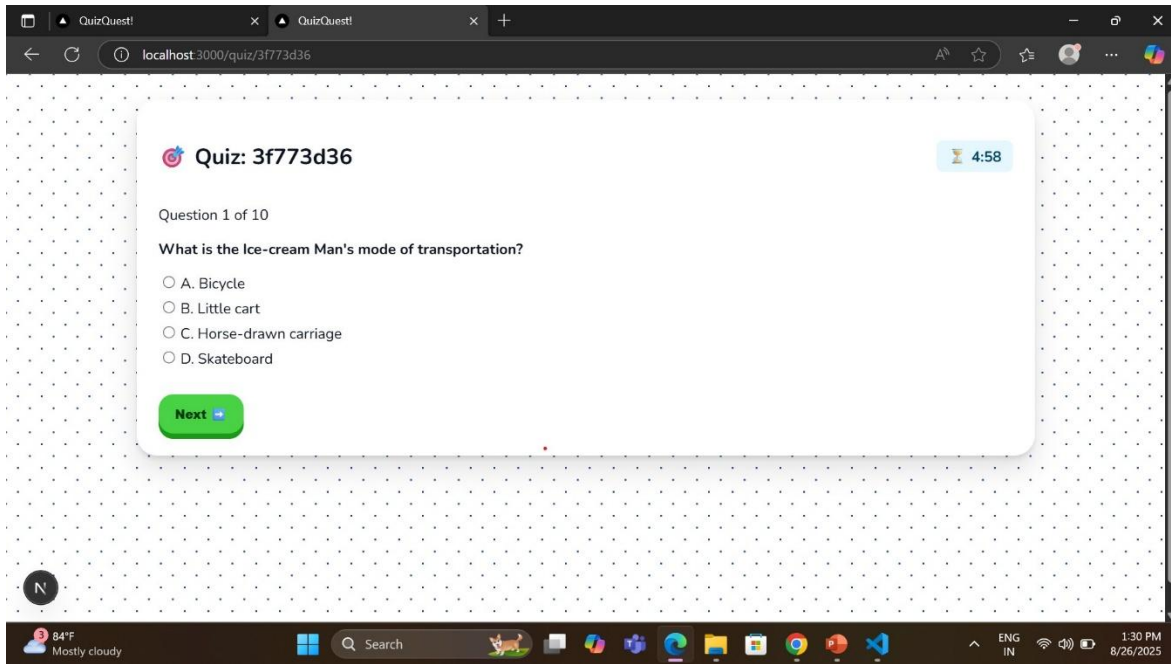 QuizQuest!
QuizQuest!
localhost:3000/quiz/3f773d36
Quiz: 3f773d36
4:58
Question 1 of 10
What is the Ice-cream Man's mode of transportation?
A. Bicycle
B. Little cart
C. Horse-drawn carriage
D. Skateboard
Next
N
3
84°F
Mostly cloudy
Search
ENG
IN
1:30 PM
8/26/2025